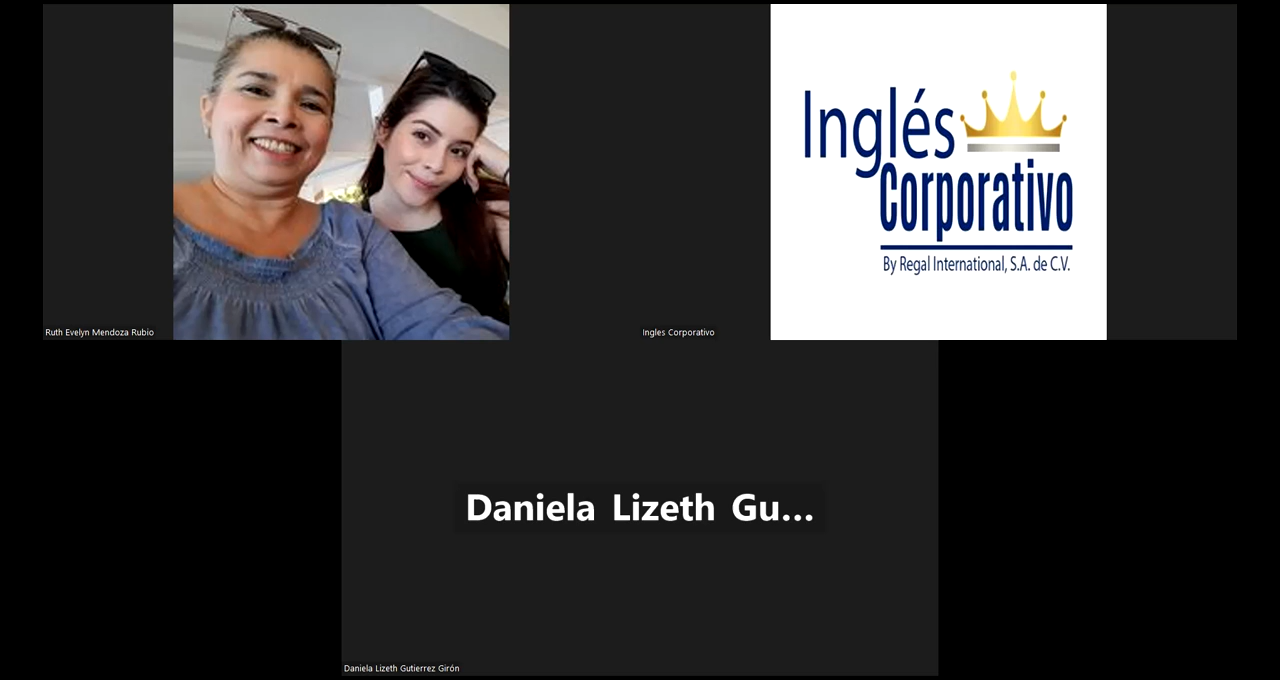 Inglés
Corporativo
By Regal International, S.A. de C.V.
Ruth Evelyn Mendoza Rubio
Ingles Corporativo
Daniela Lizeth Gu...
Daniela Lizeth Gutierrez Girón